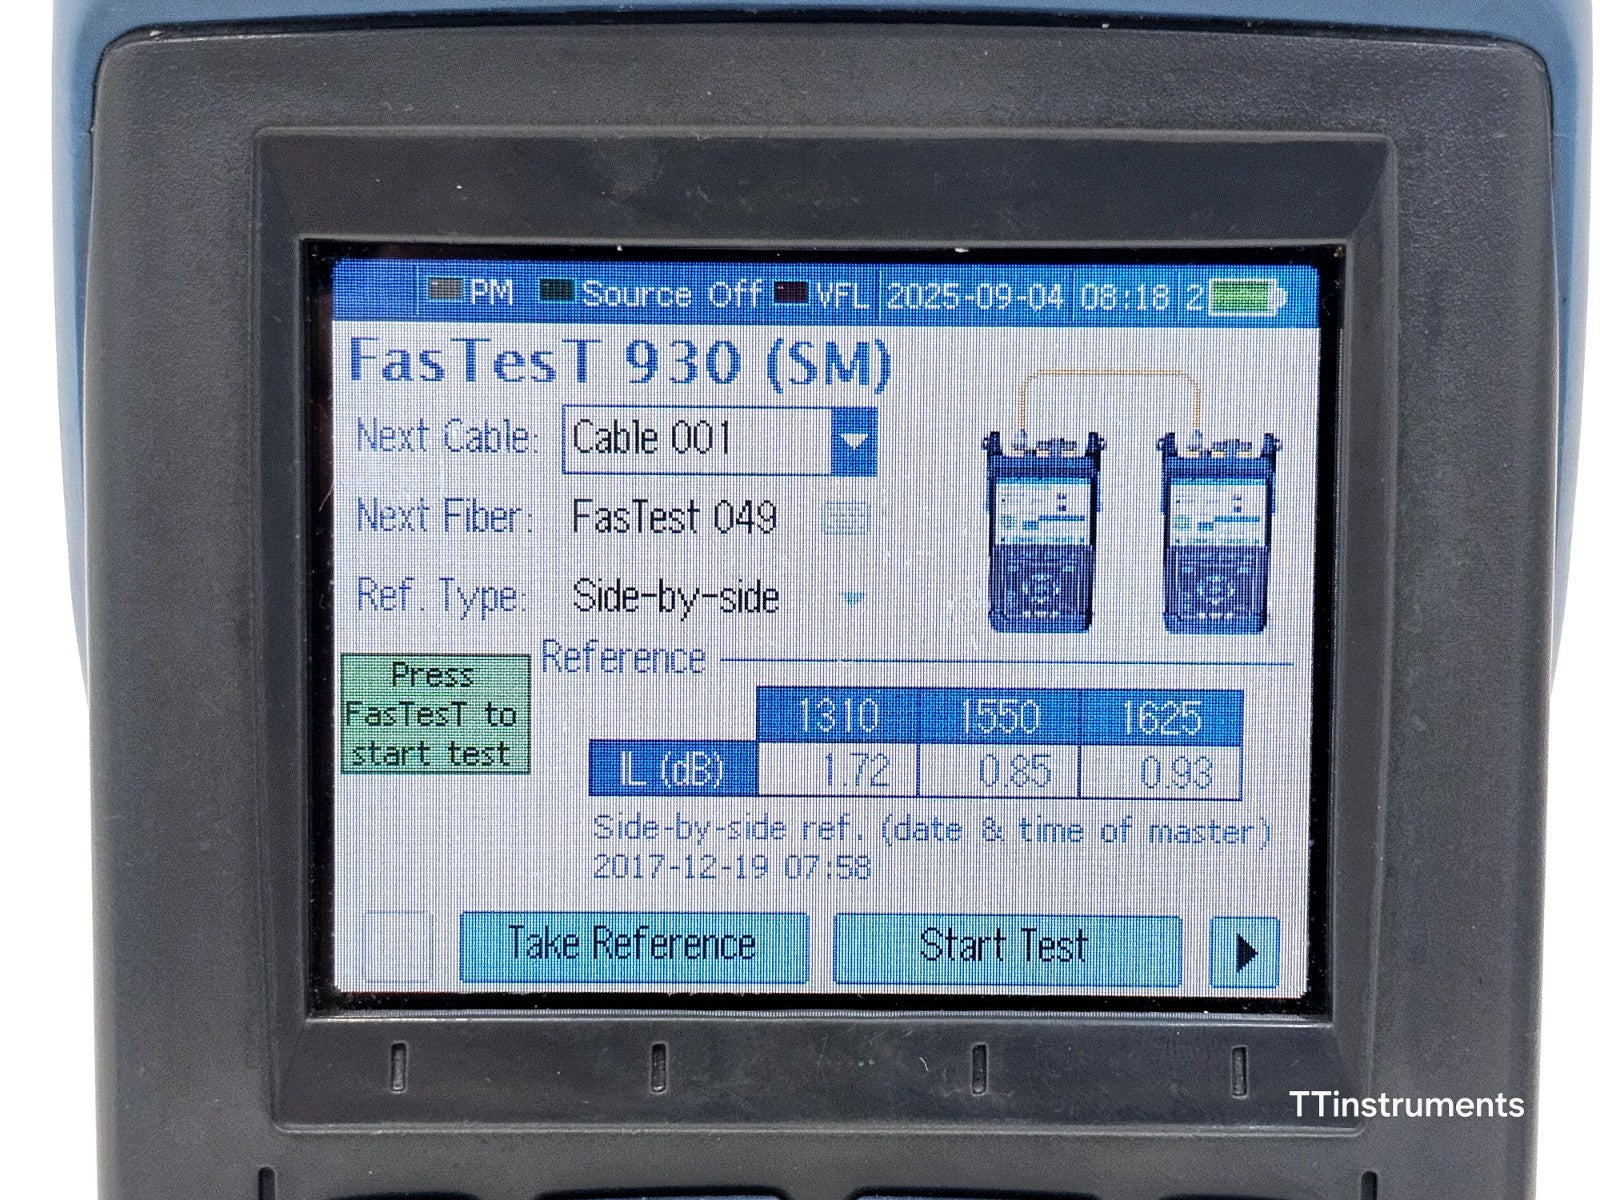 PM Source Off VFL 2025-09-04 08:18 2
FasTesT 930 (SM)
Next Cable: Cable 001
Next Fiber: FasTest 049
Ref. Type: Side-by-side
Press
FasTesT to
start test
Reference
1310 1550 1625
IL (dB) 1.72 0.85 0.93
Side-by-side ref. (date & time of master)
2017-12-19 07:58
Take Reference Start Test
TTinstruments